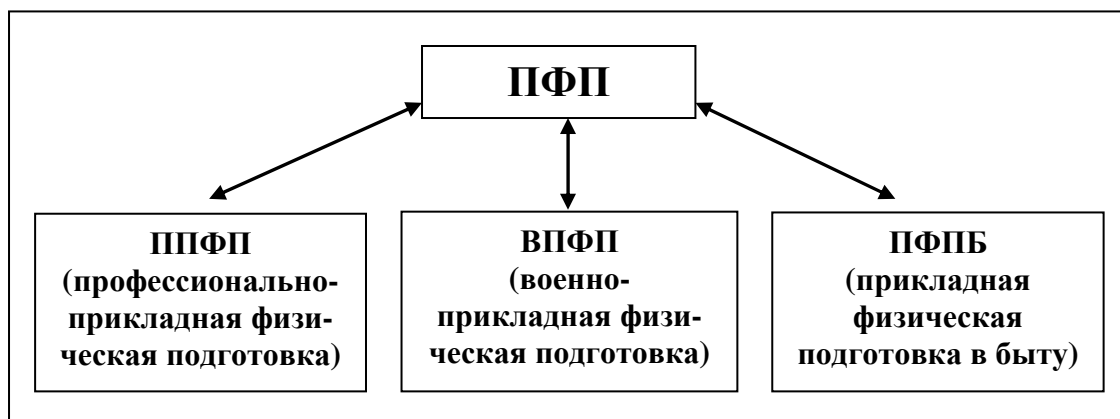 ПФП
ППФП
(профессионально-
прикладная физи-
ческая подготовка)
ВПФП
(военно-
прикладная физи-
ческая подготовка)
ПФПБ
(прикладная
физическая
подготовка в быту)